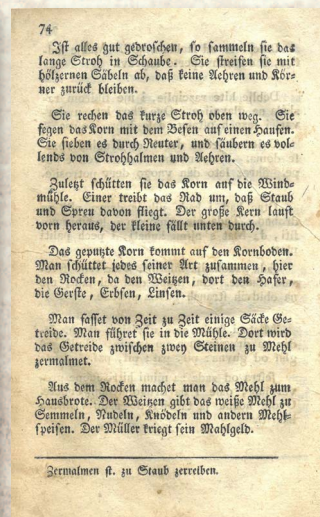 74
Ist alles gut gedroschen, so sammeln sie das
lange Stroh in Schaube. Sie streifen sie mit
hölzernen Säbeln ab, daß keine Aehren und Kör-
ner zurück bleiben.
Sie rechen das kurze Stroh oben weg. Sie
fegen das Korn mit dem Besen auf einen Haufen.
Sie sieben es durch Reuter, und säubern es vol-
lends von Strohhalmen und Aehren.
Zuletzt schütten sie das Korn auf die Wind-
mühle. Einer treibt das Rad um, daß Staub
und Spreu davon fliegt. Der große Kern lauft
vorn heraus, der kleine fällt unten durch.
Das geputzte Korn kommt auf den Kornboden.
Man schüttet jedes seiner Art zusammen, hier
den Rocken, da den Weitzen, dort den Hafer,
die Gerste, Erbsen, Linsen.
Man fasset von Zeit zu Zeit einige Säcke Ge-
treide. Man führet sie in die Mühle. Dort wird
das Getreide zwischen zwey Steinen zu Mehl
zermalmet.
Aus dem Rocken machet man das Mehl zum
Hausbrote. Der Weitzen gibt das weiße Mehl zu
Semmeln, Nudeln, Knödeln und andern Mehl-
speisen. Der Müller kriegt sein Mahlgeld.
Zermalmen st. zu Staub zerreiben.